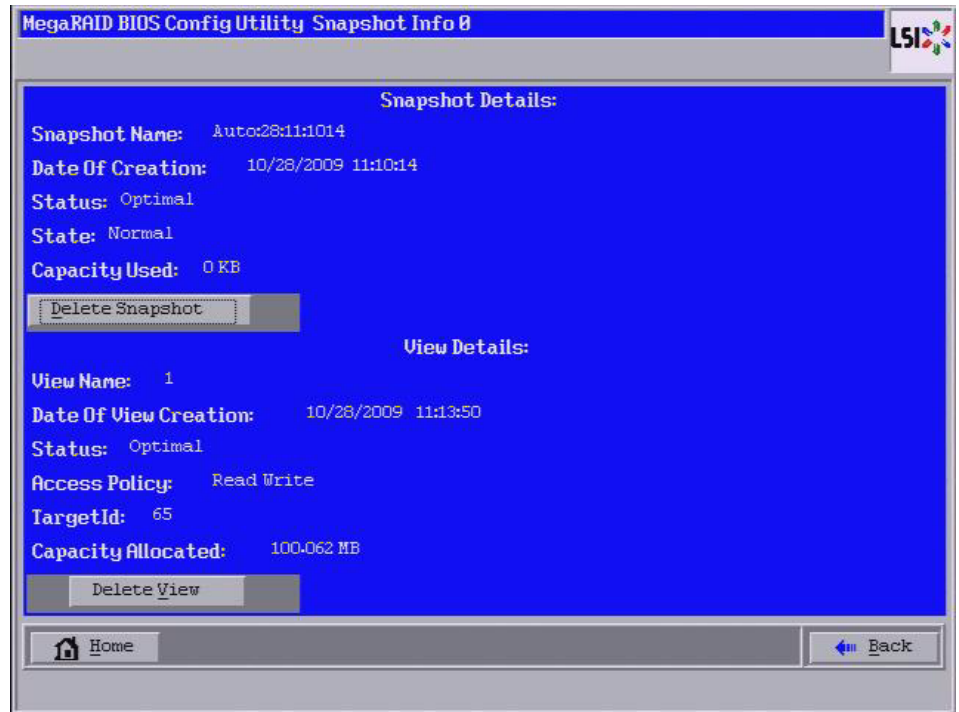 MegaRAID BIOS Config Utility Snapshot Info 0
LSI
Snapshot Details:
Snapshot Name: Auto:28:11:1014
Date Of Creation: 10/28/2009 11:10:14
Status: Optimal
State: Normal
Capacity Used: 0 KB
Delete Snapshot
View Details:
View Name: 1
Date Of View Creation: 10/28/2009 11:13:50
Status: Optimal
Access Policy: Read Write
TargetId: 65
Capacity Allocated: 100.062 MB
Delete View
Home Back